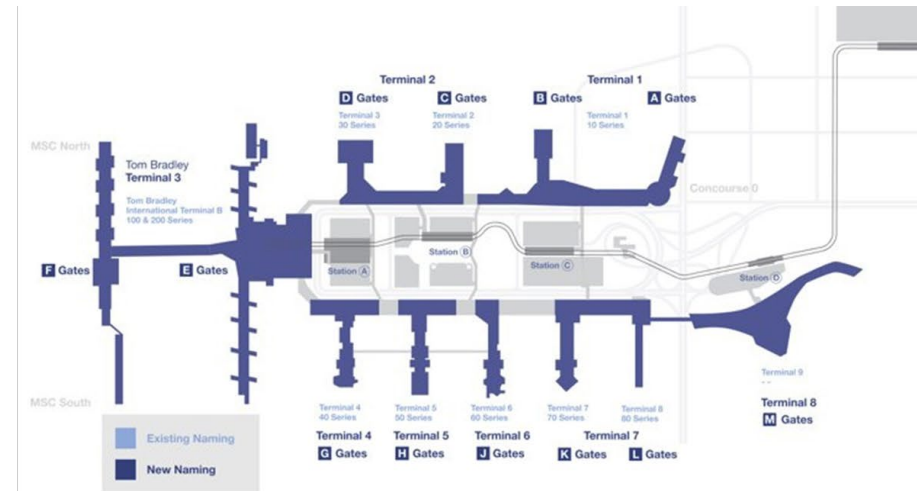 Terminal 2
Terminal 1
D Gates
C Gates
B Gates
A Gates
Terminal 3
30 Series
Terminal 2
20 Series
Terminal 1
10 Series
MSC North
Tom Bradley
Terminal 3
Tom Bradley
International Terminal B
100 & 200 Series
Concourse 0
F Gates
E Gates
Station A
Station B
Station C
Station D
Terminal 9
--
Terminal 8
M Gates
MSC South
Terminal 4
40 Series
Terminal 5
50 Series
Terminal 6
60 Series
Terminal 7
70 Series
Terminal 8
80 Series
Terminal 4
G Gates
Terminal 5
H Gates
Terminal 6
J Gates
Terminal 7
K Gates
L Gates
Existing Naming
New Naming